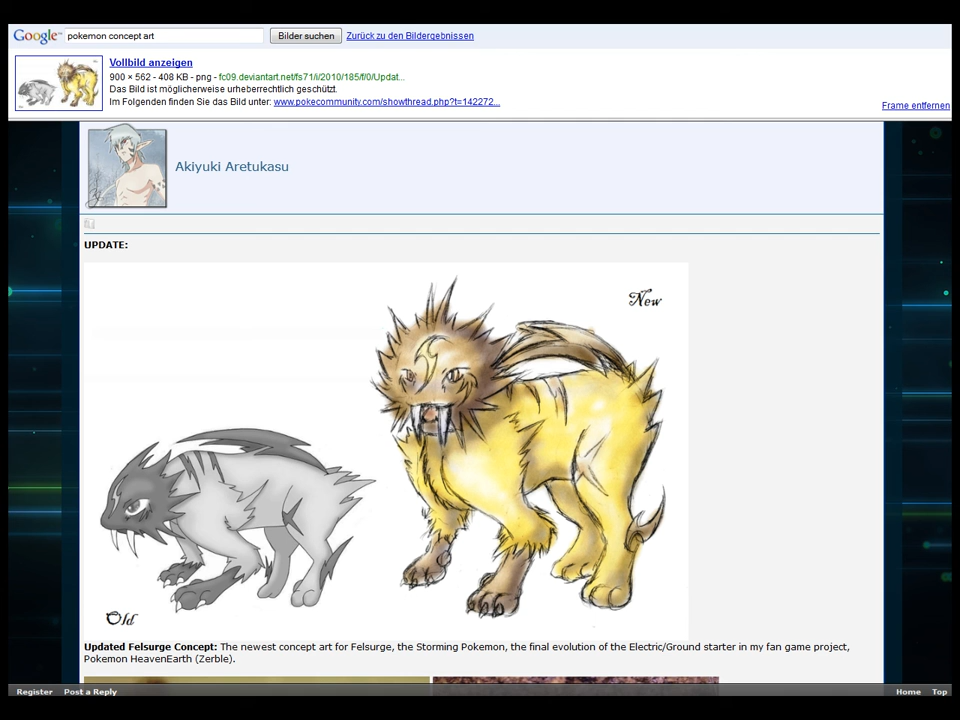 Google™ pokemon concept art Bilder suchen Zurück zu den Bildergebnissen
Vollbild anzeigen
900 × 562 - 408 KB - png - fc09.deviantart.net/fs71/i/2010/185/f/0/Updat...
Das Bild ist möglicherweise urheberrechtlich geschützt.
Im Folgenden finden Sie das Bild unter: www.pokecommunity.com/showthread.php?t=142272...
Frame entfernen
Akiyuki Aretukasu
UPDATE:
New
Old
Updated Felsurge Concept: The newest concept art for Felsurge, the Storming Pokemon, the final evolution of the Electric/Ground starter in my fan game project,
Pokemon HeavenEarth (Zerble).
Register Post a Reply Home Top